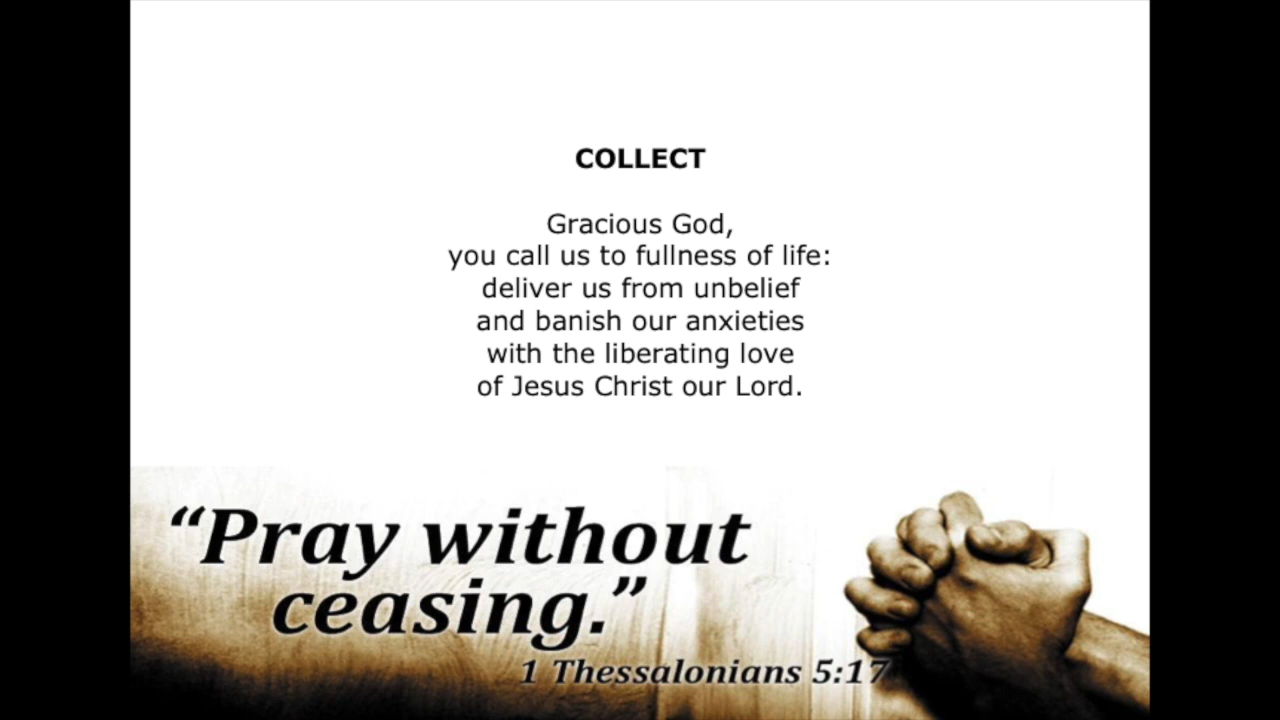 COLLECT
Gracious God,
you call us to fullness of life:
deliver us from unbelief
and banish our anxieties
with the liberating love
of Jesus Christ our Lord.
“Pray without
ceasing.”
1 Thessalonians 5:17